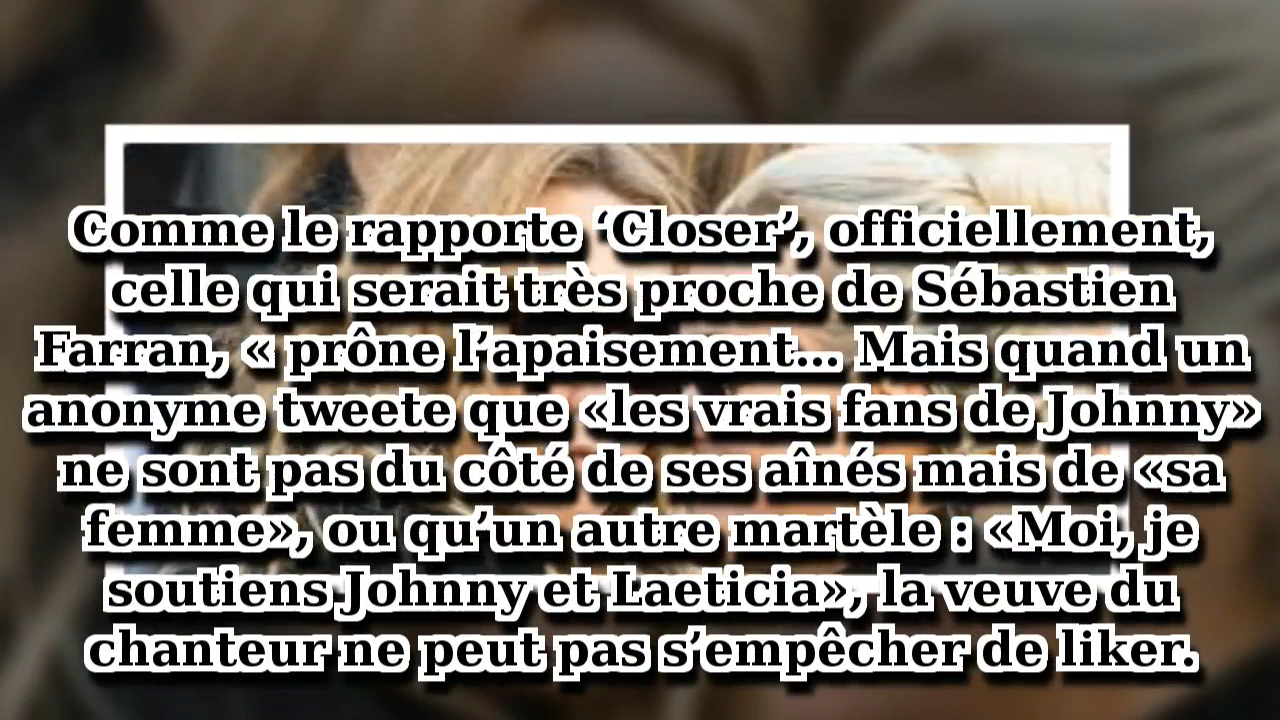 Comme le rapporte ‘Closer’, officiellement,
celle qui serait très proche de Sébastien
Farran, « prône l’apaisement... Mais quand un
anonyme tweete que «les vrais fans de Johnny»
ne sont pas du côté de ses aînés mais de «sa
femme», ou qu’un autre martèle : «Moi, je
soutiens Johnny et Laeticia», la veuve du
chanteur ne peut pas s’empêcher de liker.